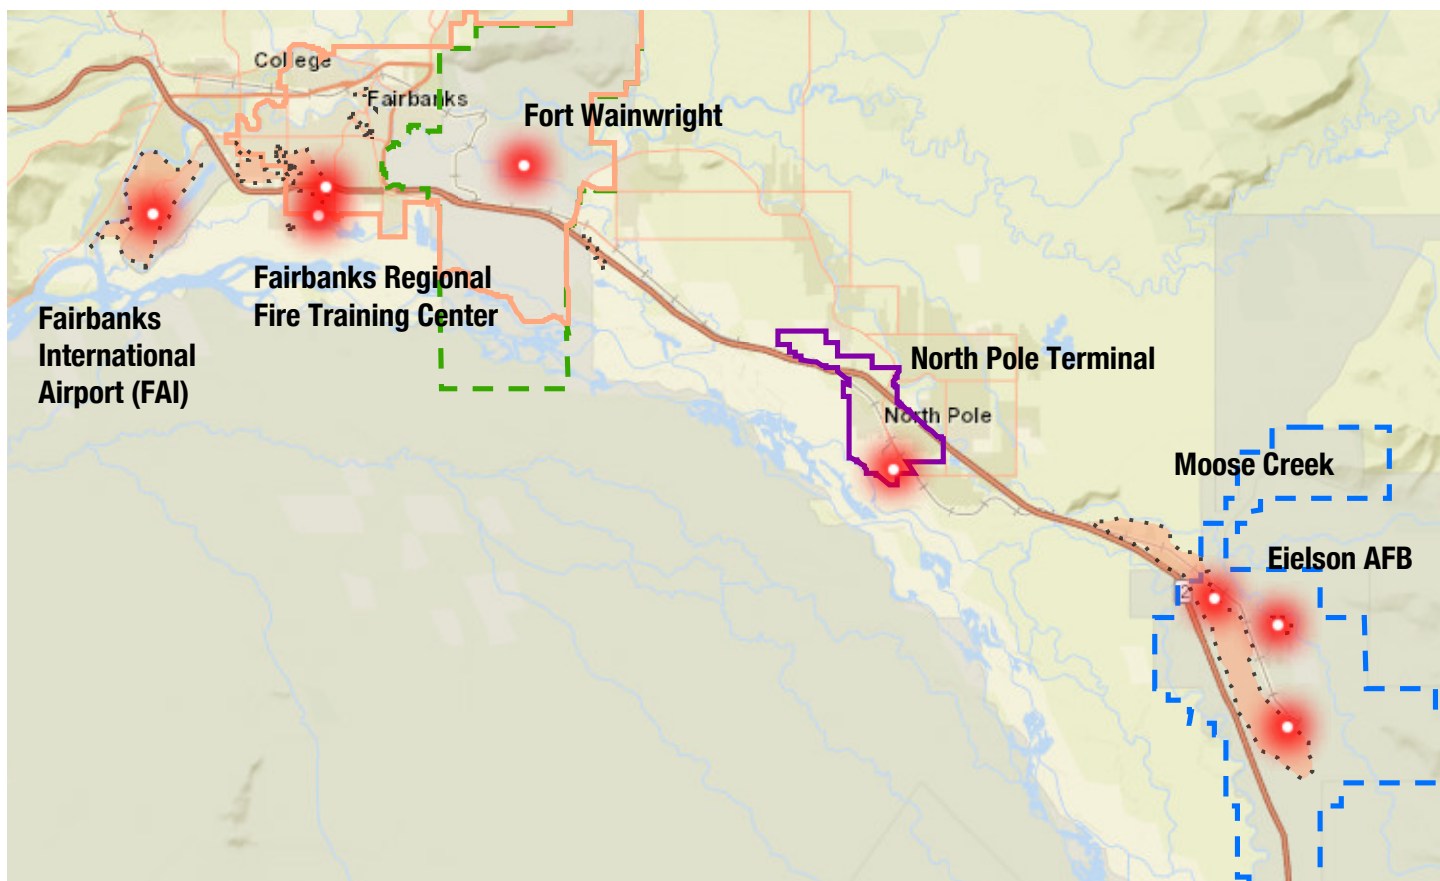 College
Fairbanks
Fort Wainwright
Fairbanks Regional
Fire Training Center
Fairbanks
International
Airport (FAI)
North Pole Terminal
North Pole
Moose Creek
Eielson AFB
2